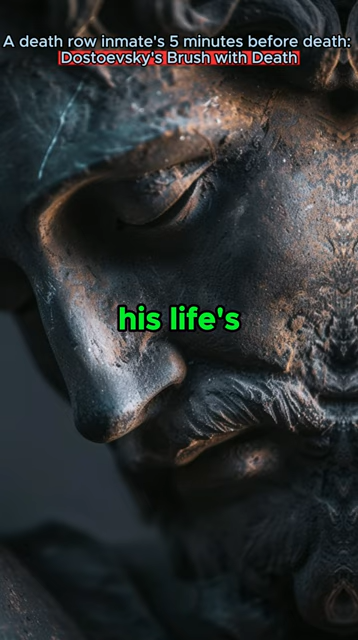 A death row inmate's 5 minutes before death:
Dostoevsky's Brush with Death
his life's